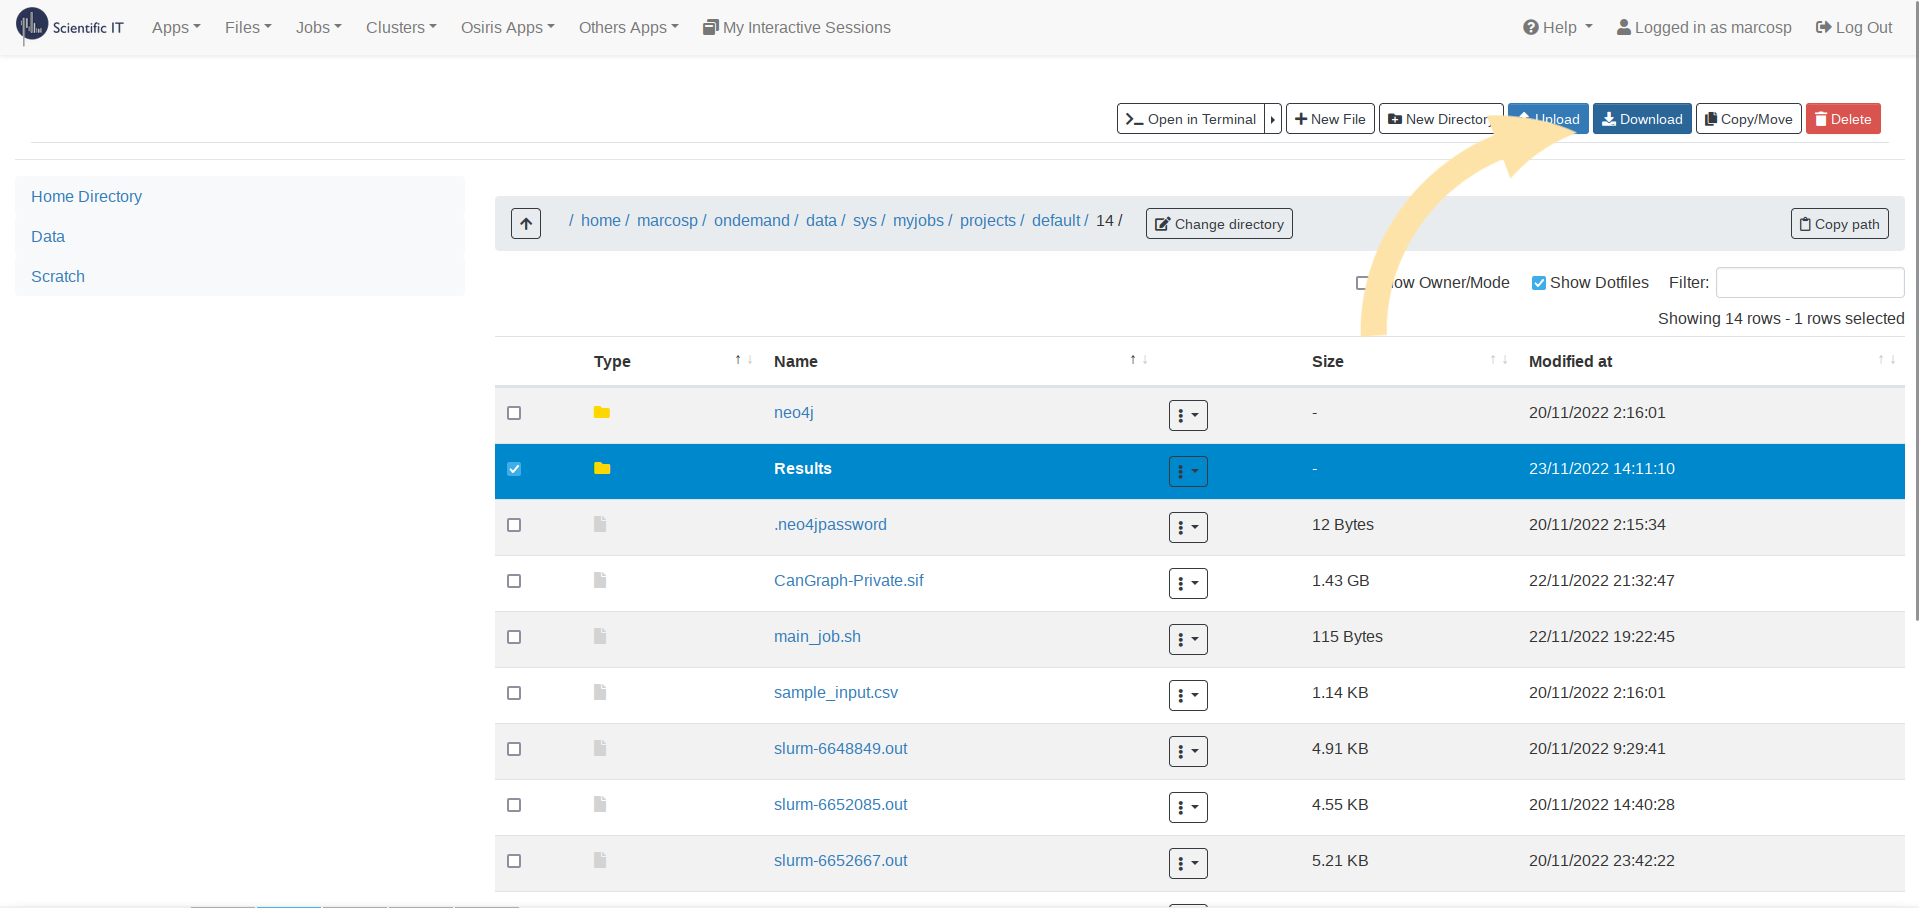 Scientific IT Apps Files Jobs Clusters Osiris Apps Others Apps My Interactive Sessions Help Logged in as marcosp Log Out
Open in Terminal New File New Directory Upload Download Copy/Move Delete
Home Directory
Data
Scratch
/ home / marcosp / ondemand / data / sys / myjobs / projects / default / 14 / Change directory Copy path
Owner/Mode Show Dotfiles Filter:
Showing 14 rows - 1 rows selected
Type Name Size Modified at
neo4j - 20/11/2022 2:16:01
Results - 23/11/2022 14:11:10
.neo4jpassword 12 Bytes 20/11/2022 2:15:34
CanGraph-Private.sif 1.43 GB 22/11/2022 21:32:47
main_job.sh 115 Bytes 22/11/2022 19:22:45
sample_input.csv 1.14 KB 20/11/2022 2:16:01
slurm-6648849.out 4.91 KB 20/11/2022 9:29:41
slurm-6652085.out 4.55 KB 20/11/2022 14:40:28
slurm-6652667.out 5.21 KB 20/11/2022 23:42:22